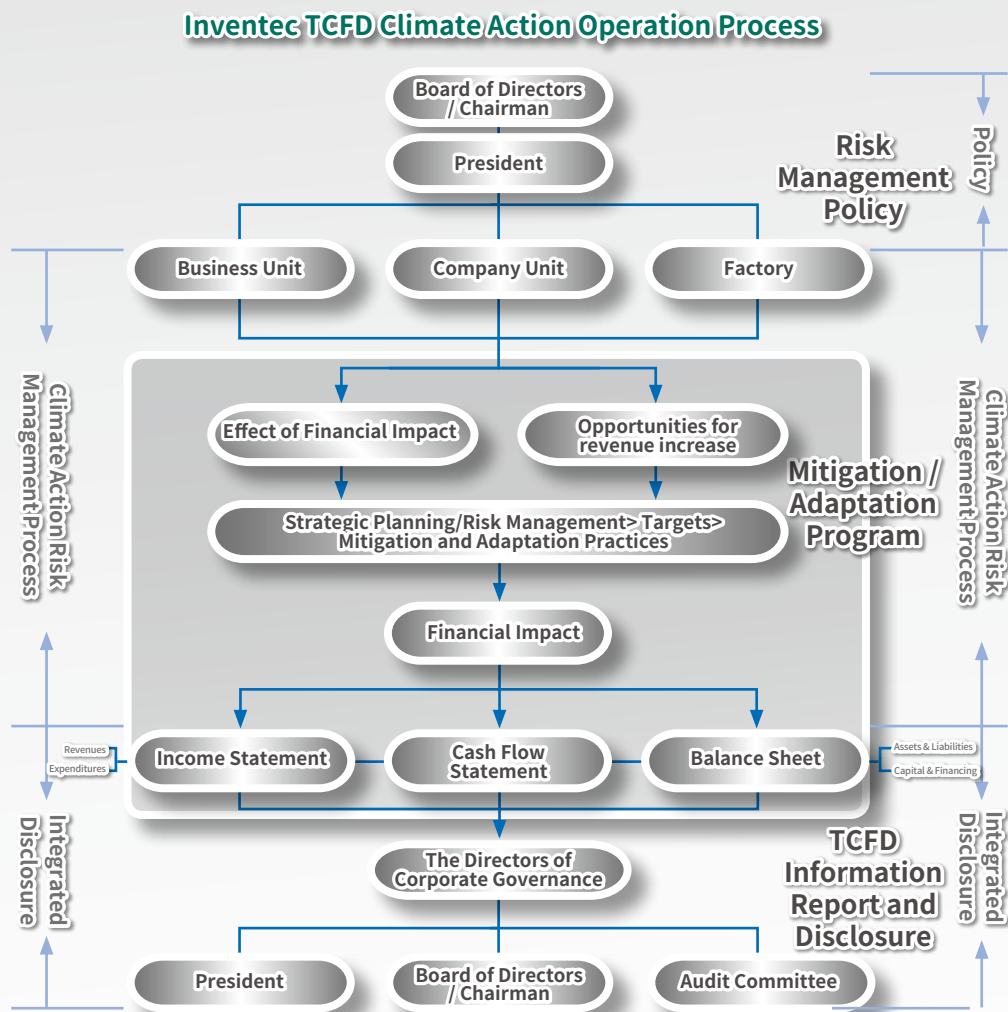 Inventec TCFD Climate Action Operation Process
Board of Directors
/ Chairman
President
Risk
Management
Policy
Policy
Business Unit
Company Unit
Factory
Climate Action Risk
Management Process
Effect of Financial Impact
Opportunities for
revenue increase
Mitigation /
Adaptation
Program
Climate Action Risk
Management Process
Strategic Planning/Risk Management> Targets>
Mitigation and Adaptation Practices
Financial Impact
Revenues
Expenditures
Income Statement
Cash Flow
Statement
Balance Sheet
Assets & Liabilities
Capital & Financing
Integrated
Disclosure
The Directors of
Corporate Governance
TCFD
Information
Report and
Disclosure
Integrated
Disclosure
President
Board of Directors
/ Chairman
Audit Committee